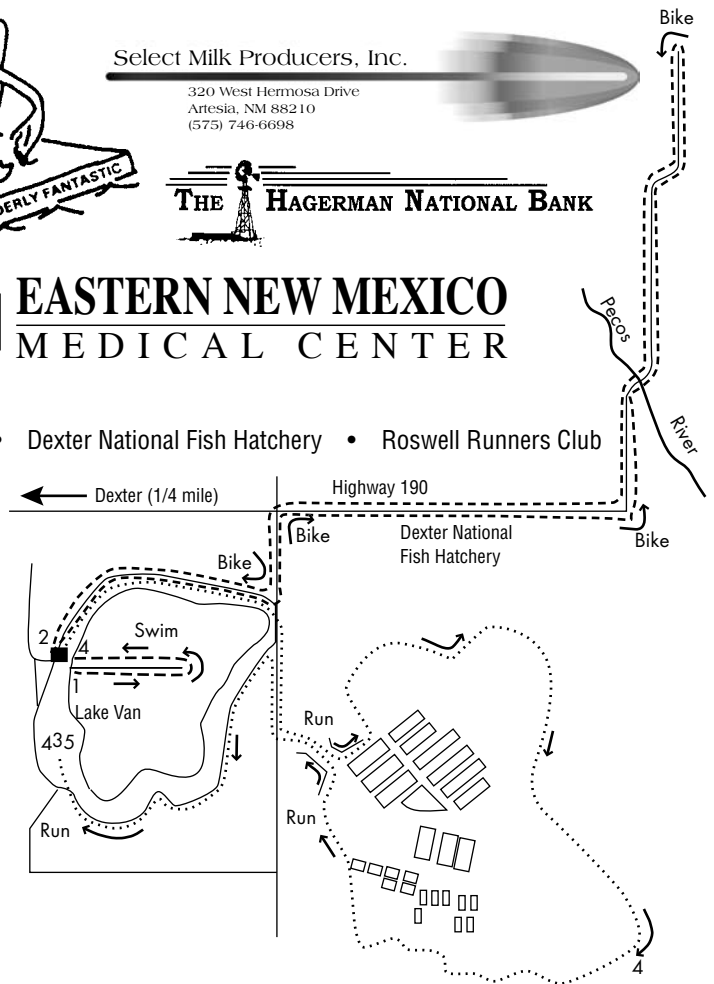 Bike
Select Milk Producers, Inc.
320 West Hermosa Drive
Artesia, NM 88210
(575) 746-6698
DERLY FANTASTIC
THE HAGERMAN NATIONAL BANK
EASTERN NEW MEXICO
MEDICAL CENTER
Pecos
River
• Dexter National Fish Hatchery • Roswell Runners Club
Dexter (1/4 mile)
Highway 190
Bike
Dexter National
Fish Hatchery
Bike
Bike
2
4
Swim
1
Lake Van
435
Run
Run
Run
4